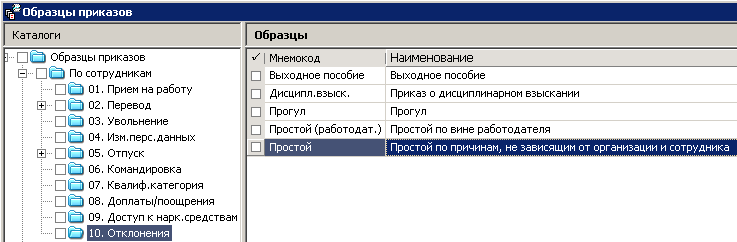 Образцы приказов
Каталоги
Образцы приказов
По сотрудникам
01. Прием на работу
02. Перевод
03. Увольнение
04. Изм.перс.данных
05. Отпуск
06. Командировка
07. Квалиф.категория
08. Доплаты/поощрения
09. Доступ к нарк.средствам
10. Отклонения
Образцы
✓ Мнемокод Наименование
Выходное пособие Выходное пособие
Дисципл.взыск. Приказ о дисциплинарном взыскании
Прогул Прогул
Простой (работодат.) Простой по вине работодателя
Простой Простой по причинам, не зависящим от организации и сотрудника